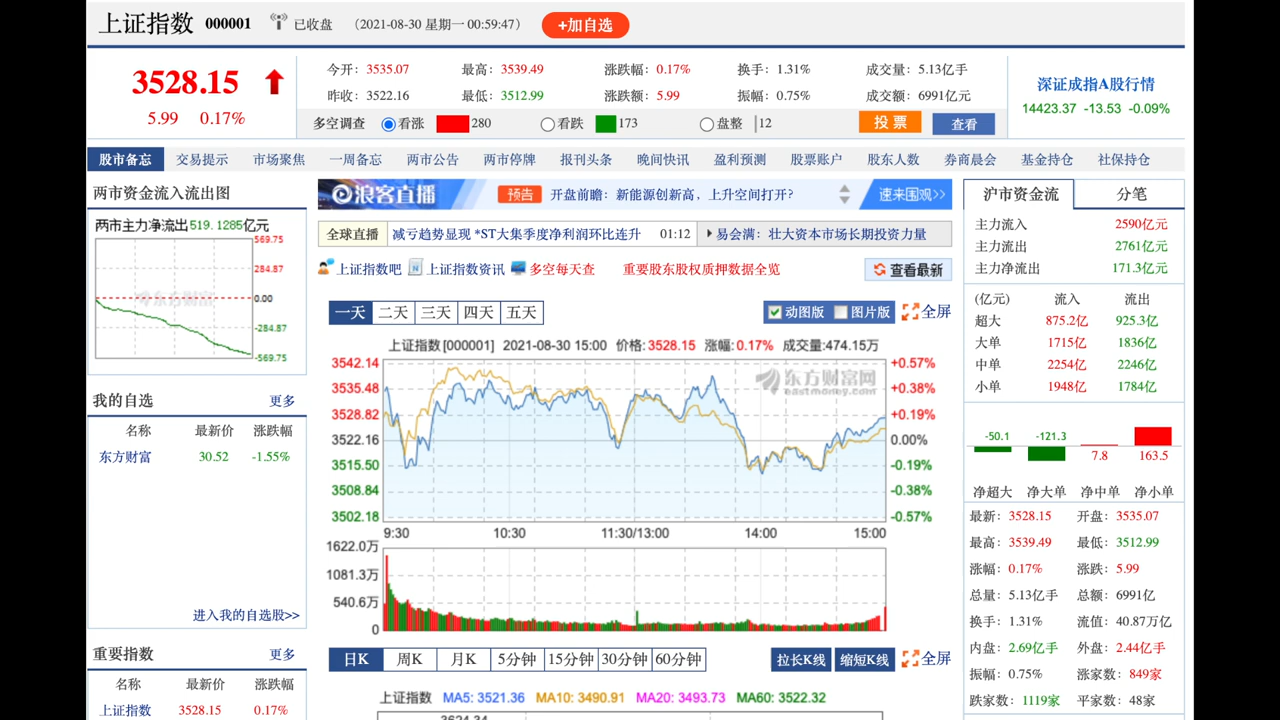 上证指数 000001 已收盘 （2021-08-30 星期一 00:59:47） +加自选
3528.15
5.99 0.17%
今开：3535.07 最高：3539.49 涨跌幅：0.17% 换手：1.31% 成交量：5.13亿手
昨收：3522.16 最低：3512.99 涨跌额：5.99 振幅：0.75% 成交额：6991亿元
多空调查 看涨 280 看跌 173 盘整 12 投 票 查看
深证成指A股行情
14423.37 -13.53 -0.09%
股市备忘 交易提示 市场聚焦 一周备忘 两市公告 两市停牌 报刊头条 晚间快讯 盈利预测 股票账户 股东人数 券商晨会 基金持仓 社保持仓
两市资金流入流出图
两市主力净流出519.1285亿元
569.75
284.87
0.00
-284.87
-569.75
东方财富
我的自选 更多
名称 最新价 涨跌幅
东方财富 30.52 -1.55%
进入我的自选股>>
重要指数 更多
名称 最新价 涨跌幅
上证指数 3528.15 0.17%
浪客直播 预告 开盘前瞻：新能源创新高，上升空间打开? 速来围观>>
全球直播 减亏趋势显现 *ST大集季度净利润环比连升 01:12 易会满：壮大资本市场长期投资力量
上证指数吧 上证指数资讯 多空每天查 重要股东股权质押数据全览 查看最新
一天 二天 三天 四天 五天 动图版 图片版 全屏
上证指数[000001] 2021-08-30 15:00 价格:3528.15 涨幅:0.17% 成交量:474.15万
东方财富网
eastmoney.com
3542.14 +0.57%
3535.48 +0.38%
3528.82 +0.19%
3522.16 0.00%
3515.50 -0.19%
3508.84 -0.38%
3502.18 -0.57%
9:30 10:30 11:30/13:00 14:00 15:00
1622.0万
1081.3万
540.6万
0
日K 周K 月K 5分钟 15分钟 30分钟 60分钟 拉长K线 缩短K线 全屏
上证指数 MA5: 3521.36 MA10: 3490.91 MA20: 3493.73 MA60: 3522.32
3624.34
沪市资金流 分笔
主力流入 2590亿元
主力流出 2761亿元
主力净流出 171.3亿元
(亿元) 流入 流出
超大 875.2亿 925.3亿
大单 1715亿 1836亿
中单 2254亿 2246亿
小单 1948亿 1784亿
-50.1 -121.3 7.8 163.5
净超大 净大单 净中单 净小单
最新：3528.15 开盘：3535.07
最高：3539.49 最低：3512.99
涨幅：0.17% 涨跌：5.99
总量：5.13亿手 总额：6991亿
换手：1.31% 流值：40.87万亿
内盘：2.69亿手 外盘：2.44亿手
振幅：0.75% 涨家数：849家
跌家数：1119家 平家数：48家